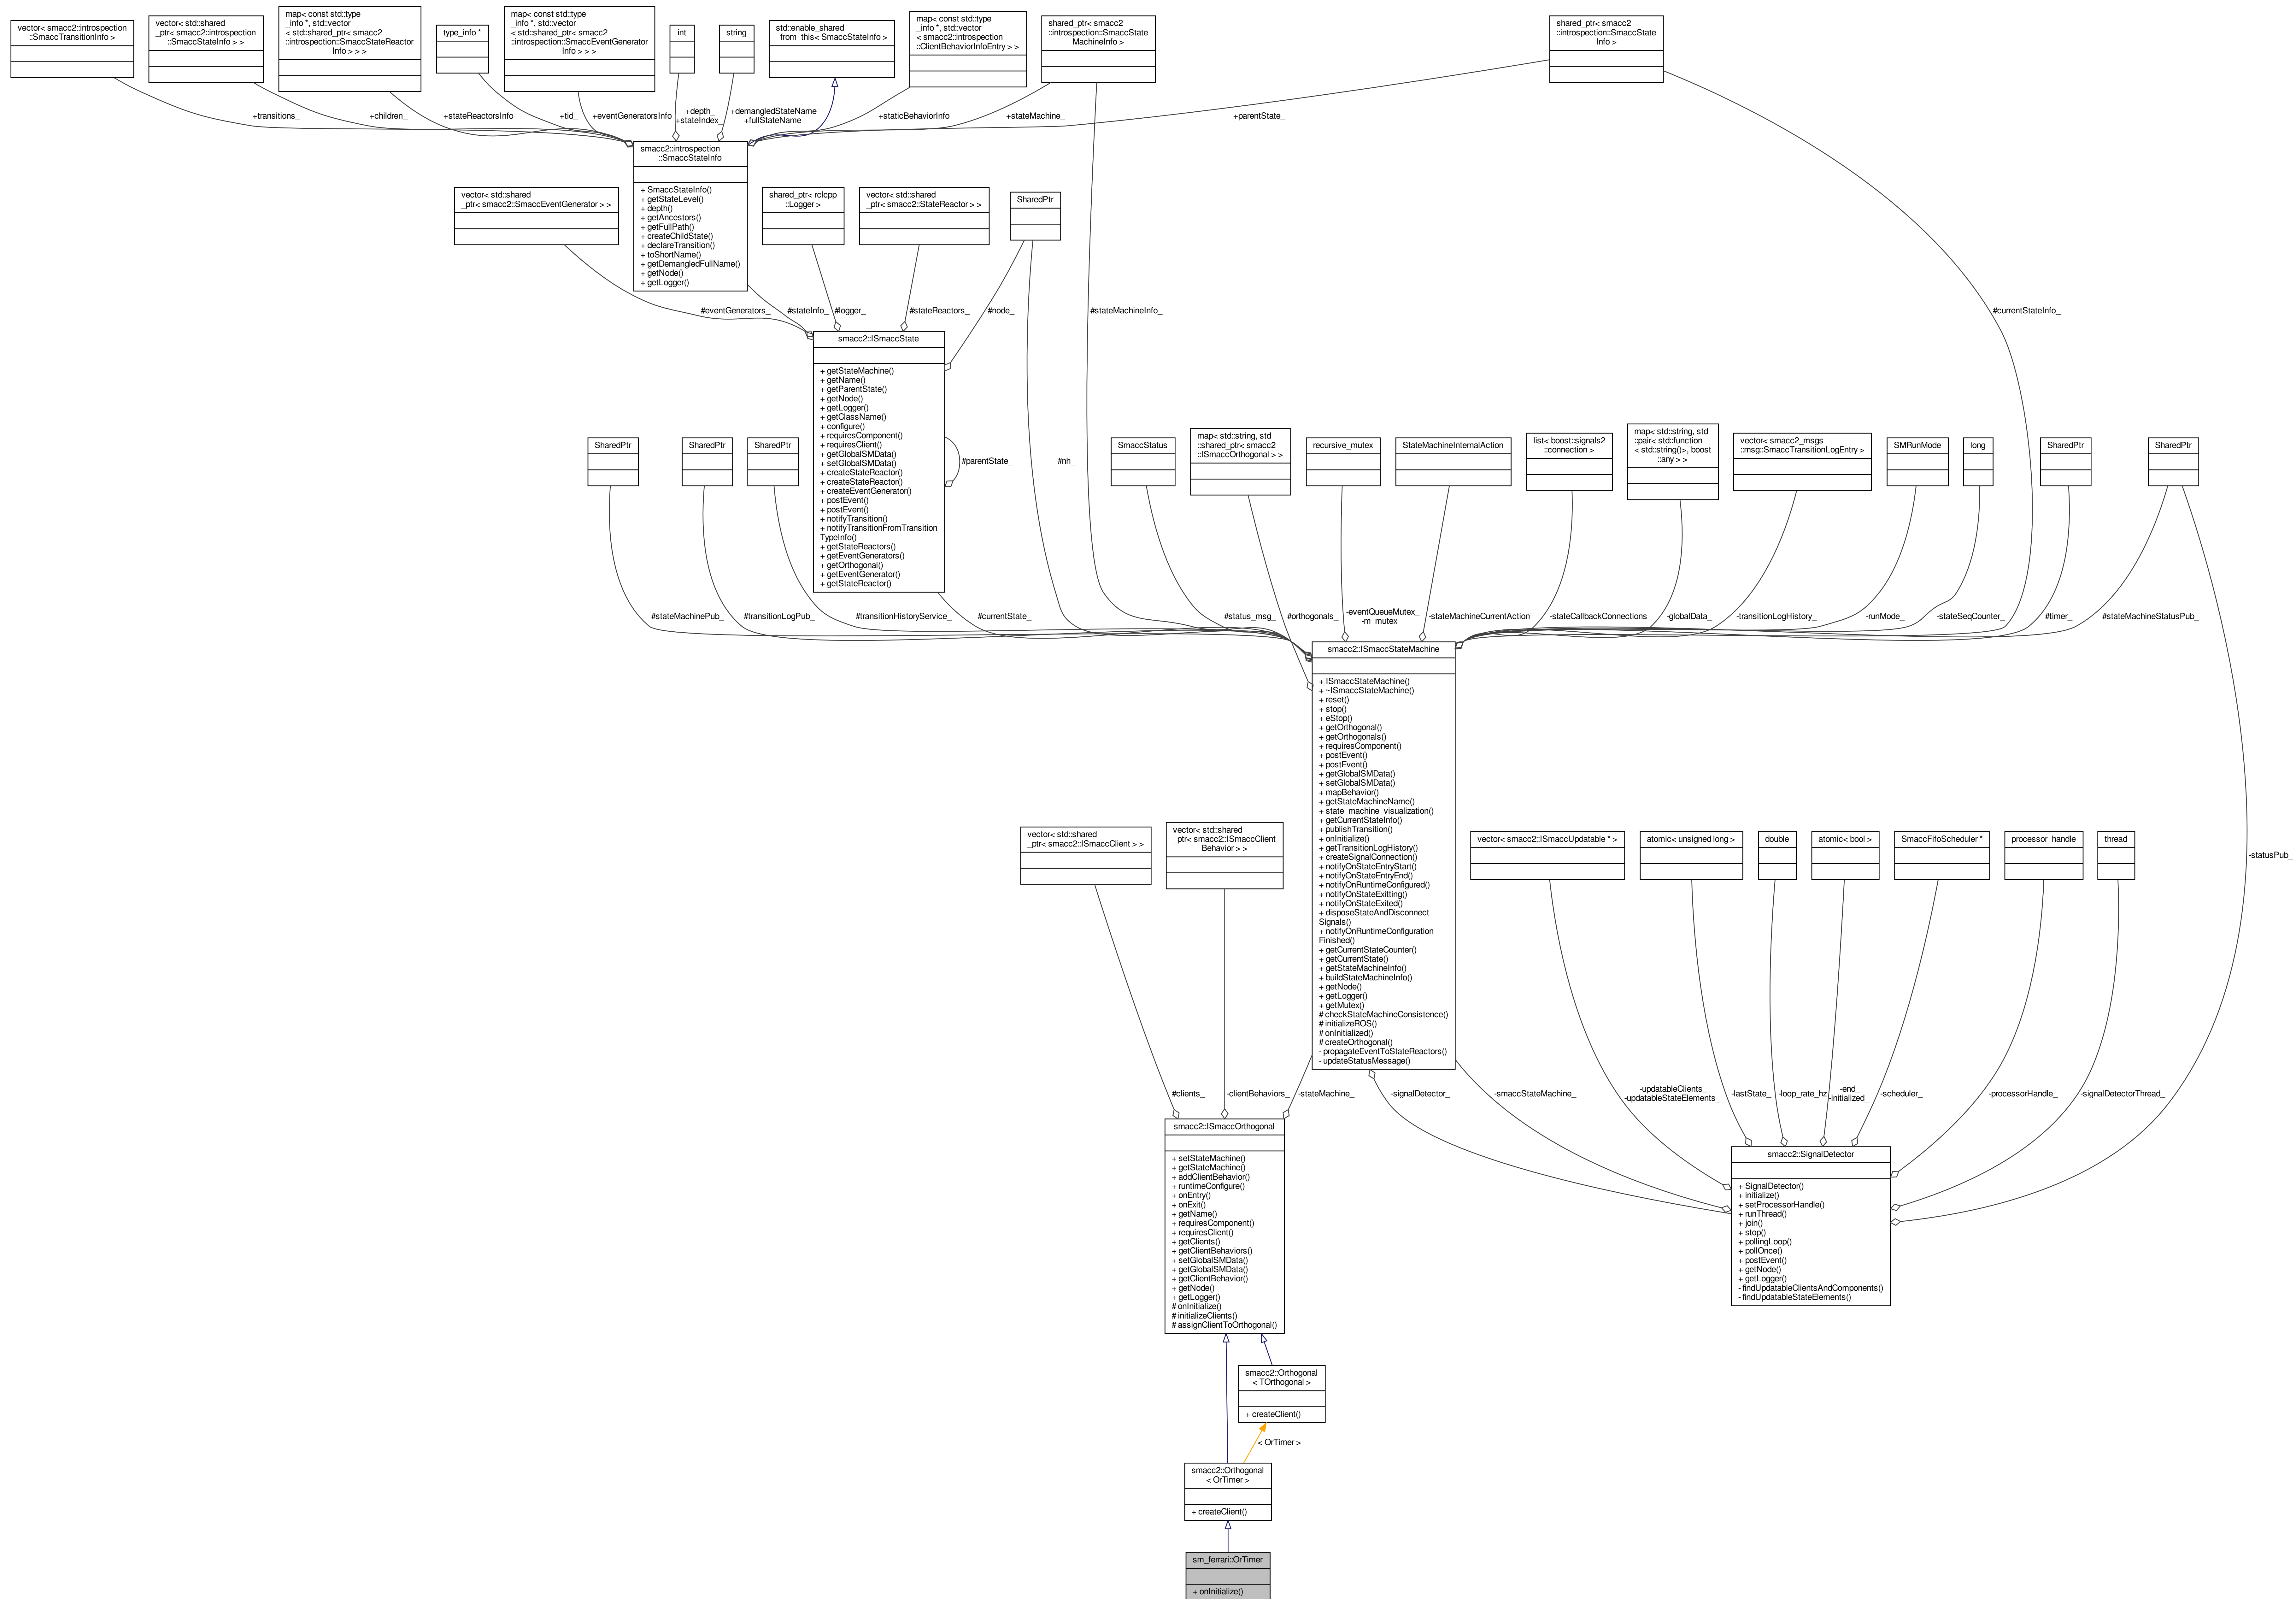 vector< smacc2::introspection
::SmaccTransitionInfo >
vector< std::shared
_ptr< smacc2::introspection
::SmaccStateInfo > >
map< const std::type
_info *, std::vector
< std::shared_ptr< smacc2
::introspection::SmaccStateReactor
Info > > >
type_info *
map< const std::type
_info *, std::vector
< std::shared_ptr< smacc2
::introspection::SmaccEventGenerator
Info > > >
int
string
std::enable_shared
_from_this< SmaccStateInfo >
map< const std::type
_info *, std::vector
< smacc2::introspection
::ClientBehaviorInfoEntry > >
shared_ptr< smacc2
::introspection::SmaccState
MachineInfo >
shared_ptr< smacc2
::introspection::SmaccState
Info >
+transitions_
+children_
+stateReactorsInfo
+tid_
+eventGeneratorsInfo
+depth_
+stateIndex_
+demangledStateName
+fullStateName
+staticBehaviorInfo
+stateMachine_
+parentState_
smacc2::introspection
::SmaccStateInfo
+ SmaccStateInfo()
+ getStateLevel()
+ depth()
+ getAncestors()
+ getFullPath()
+ createChildState()
+ declareTransition()
+ toShortName()
+ getDemangledFullName()
+ getNode()
+ getLogger()
vector< std::shared
_ptr< smacc2::SmaccEventGenerator > >
shared_ptr< rclcpp
::Logger >
vector< std::shared
_ptr< smacc2::StateReactor > >
SharedPtr
#eventGenerators_
#stateInfo_
#logger_
#stateReactors_
#node_
#stateMachineInfo_
#currentStateInfo_
smacc2::ISmaccState
+ getStateMachine()
+ getName()
+ getParentState()
+ getNode()
+ getLogger()
+ getClassName()
+ configure()
+ requiresComponent()
+ requiresClient()
+ getGlobalSMData()
+ setGlobalSMData()
+ createStateReactor()
+ createStateReactor()
+ createEventGenerator()
+ postEvent()
+ postEvent()
+ notifyTransition()
+ notifyTransitionFromTransition
TypeInfo()
+ getStateReactors()
+ getEventGenerators()
+ getOrthogonal()
+ getEventGenerator()
+ getStateReactor()
#parentState_
#nh_
SharedPtr
SharedPtr
SharedPtr
SmaccStatus
map< std::string, std
::shared_ptr< smacc2
::ISmaccOrthogonal > >
recursive_mutex
StateMachineInternalAction
list< boost::signals2
::connection >
map< std::string, std
::pair< std::function
< std::string()>, boost
::any > >
vector< smacc2_msgs
::msg::SmaccTransitionLogEntry >
SMRunMode
long
SharedPtr
SharedPtr
#stateMachinePub_
#transitionLogPub_
#transitionHistoryService_
#currentState_
#status_msg_
#orthogonals_
-eventQueueMutex_
-m_mutex_
-stateMachineCurrentAction
-stateCallbackConnections
-globalData_
-transitionLogHistory_
-runMode_
-stateSeqCounter_
#timer_
#stateMachineStatusPub_
smacc2::ISmaccStateMachine
+ ISmaccStateMachine()
+ ~ISmaccStateMachine()
+ reset()
+ stop()
+ eStop()
+ getOrthogonal()
+ getOrthogonals()
+ requiresComponent()
+ postEvent()
+ postEvent()
+ getGlobalSMData()
+ setGlobalSMData()
+ mapBehavior()
+ getStateMachineName()
+ state_machine_visualization()
+ getCurrentStateInfo()
+ publishTransition()
+ onInitialize()
+ getTransitionLogHistory()
+ createSignalConnection()
+ notifyOnStateEntryStart()
+ notifyOnStateEntryEnd()
+ notifyOnRuntimeConfigured()
+ notifyOnStateExitting()
+ notifyOnStateExited()
+ disposeStateAndDisconnect
Signals()
+ notifyOnRuntimeConfiguration
Finished()
+ getCurrentStateCounter()
+ getCurrentState()
+ getStateMachineInfo()
+ buildStateMachineInfo()
+ getNode()
+ getLogger()
+ getMutex()
# checkStateMachineConsistence()
# initializeROS()
# onInitialized()
# createOrthogonal()
- propagateEventToStateReactors()
- updateStatusMessage()
vector< std::shared
_ptr< smacc2::ISmaccClient > >
vector< std::shared
_ptr< smacc2::ISmaccClient
Behavior > >
vector< smacc2::ISmaccUpdatable * >
atomic< unsigned long >
double
atomic< bool >
SmaccFifoScheduler *
processor_handle
thread
-statusPub_
#clients_
-clientBehaviors_
-stateMachine_
-signalDetector_
-smaccStateMachine_
-updatableClients_
-updatableStateElements_
-lastState_
-loop_rate_hz
-end_
-initialized_
-scheduler_
-processorHandle_
-signalDetectorThread_
smacc2::ISmaccOrthogonal
+ setStateMachine()
+ getStateMachine()
+ addClientBehavior()
+ runtimeConfigure()
+ onEntry()
+ onExit()
+ getName()
+ requiresComponent()
+ requiresClient()
+ getClients()
+ getClientBehaviors()
+ setGlobalSMData()
+ getGlobalSMData()
+ getClientBehavior()
+ getNode()
+ getLogger()
# onInitialize()
# initializeClients()
# assignClientToOrthogonal()
smacc2::SignalDetector
+ SignalDetector()
+ initialize()
+ setProcessorHandle()
+ runThread()
+ join()
+ stop()
+ pollingLoop()
+ pollOnce()
+ postEvent()
+ getNode()
+ getLogger()
- findUpdatableClientsAndComponents()
- findUpdatableStateElements()
smacc2::Orthogonal
< TOrthogonal >
+ createClient()
< OrTimer >
smacc2::Orthogonal
< OrTimer >
+ createClient()
sm_ferrari::OrTimer
+ onInitialize()